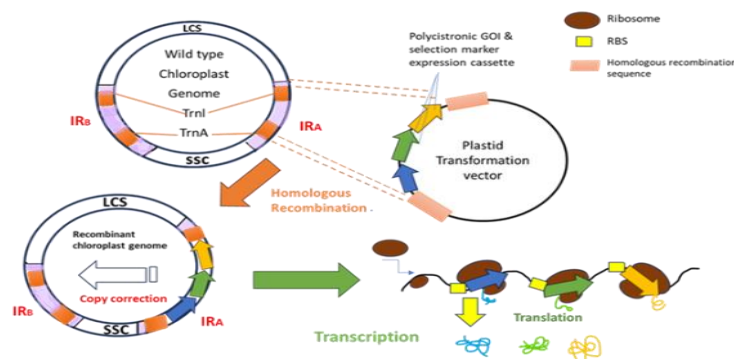 LCS
Wild type
Chloroplast
Genome
TrnI
TrnA
IRB
IRA
SSC
Polycistronic GOI &
selection marker
expression cassette
Ribosome
RBS
Homologous recombination
sequence
Plastid
Transformation
vector
Homologous
Recombination .
LCS
Recombinant
chloroplast genome
Copy correction
IRB
IRA
SSC
Translation
Transcription